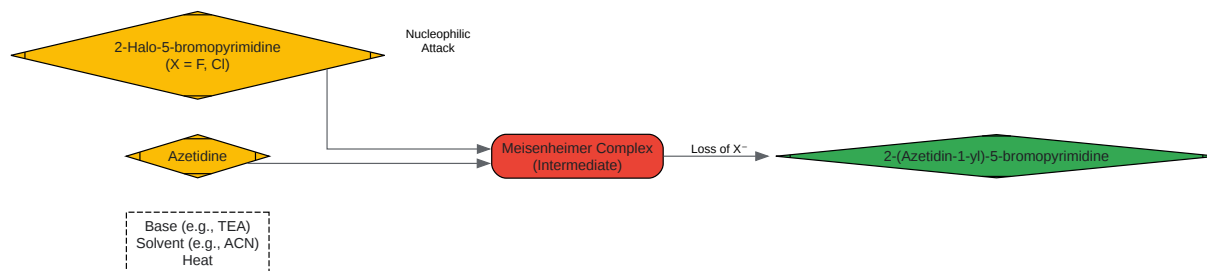 2-Halo-5-bromopyrimidine
(X = F, Cl)
Nucleophilic
Attack
Azetidine
Meisenheimer Complex
(Intermediate)
Loss of X⁻
2-(Azetidin-1-yl)-5-bromopyrimidine
Base (e.g., TEA)
Solvent (e.g., ACN)
Heat